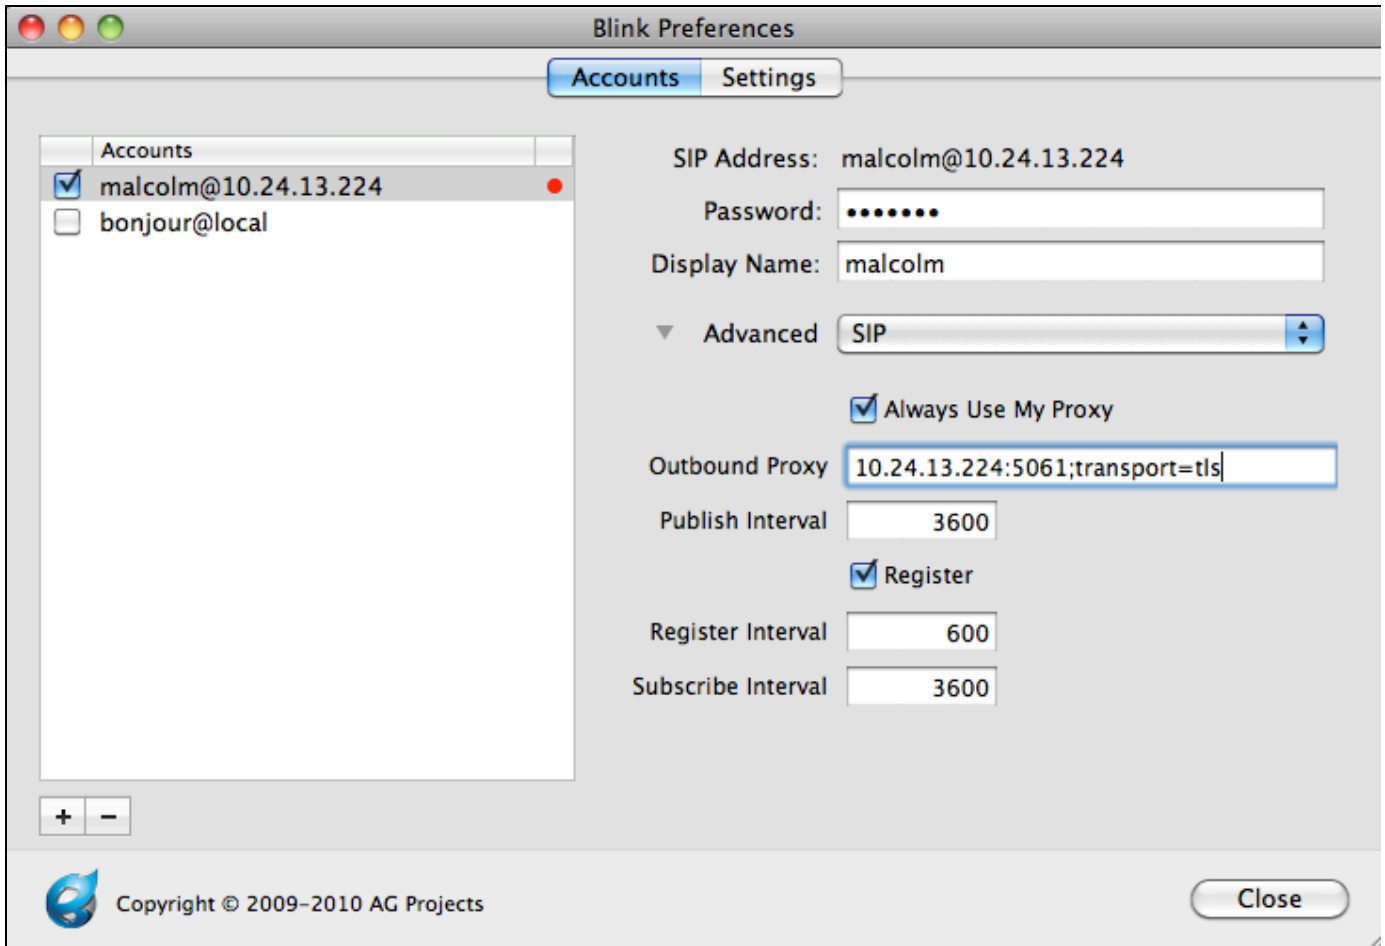 Blink Preferences
Accounts Settings
Accounts
malcolm@10.24.13.224
bonjour@local
SIP Address: malcolm@10.24.13.224
Password: •••••••
Display Name: malcolm
Advanced SIP
Always Use My Proxy
Outbound Proxy 10.24.13.224:5061;transport=tls
Publish Interval 3600
Register
Register Interval 600
Subscribe Interval 3600
+ −
Copyright © 2009–2010 AG Projects
Close